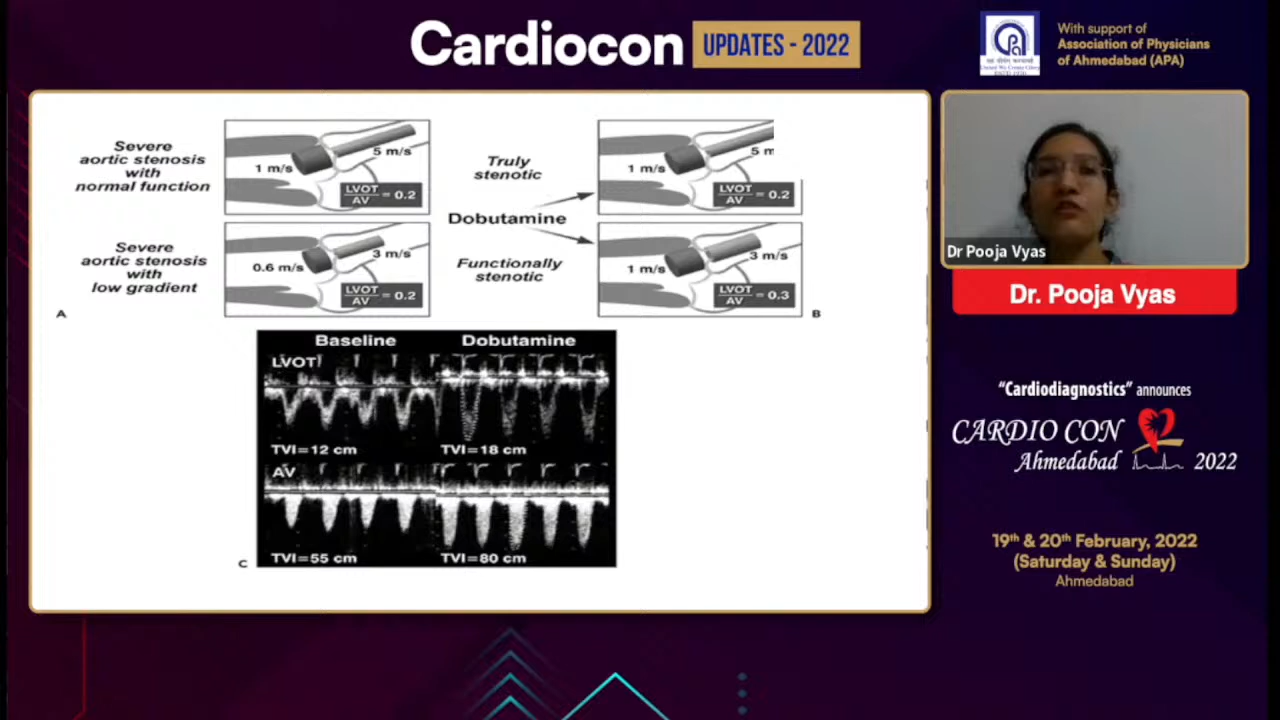 Cardiocon UPDATES - 2022
With support of
Association of Physicians
of Ahmedabad (APA)
Severe
aortic stenosis
with
normal function
1 m/s
5 m/s
LVOT
AV
= 0.2
Truly
stenotic
1 m/s
5 m
LVOT
AV
= 0.2
Dobutamine
Severe
aortic stenosis
with
low gradient
0.6 m/s
3 m/s
LVOT
AV
= 0.2
Functionally
stenotic
1 m/s
3 m/s
LVOT
AV
= 0.3
A
B
Baseline
Dobutamine
LVOT
TVI=12 cm
TVI=18 cm
AV
TVI=55 cm
TVI=80 cm
C
Dr Pooja Vyas
Dr. Pooja Vyas
“Cardiodiagnostics” announces
CARDIO CON
Ahmedabad 2022
19th & 20th February, 2022
(Saturday & Sunday)
Ahmedabad